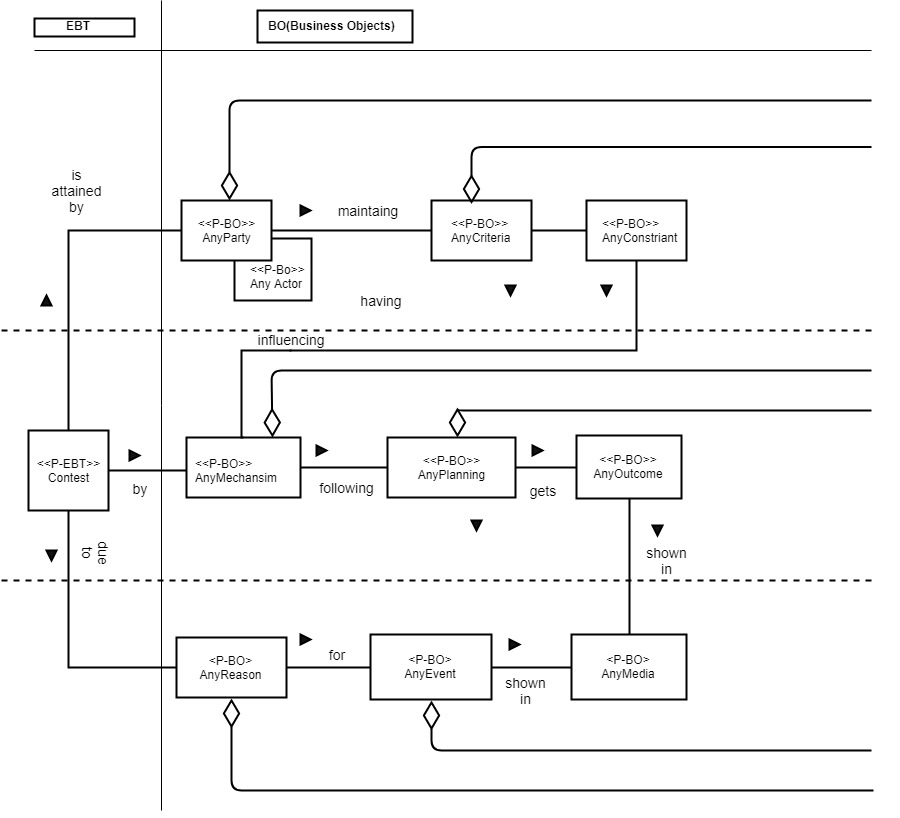 EBT
BO(Business Objects)
is
attained
by
<<P-BO>>
AnyParty
maintaing
<<P-BO>>
AnyCriteria
<<P-BO>>
AnyConstriant
<<P-Bo>>
Any Actor
having
influencing
<<P-EBT>>
Contest
by
<<P-BO>>
AnyMechansim
following
<<P-BO>>
AnyPlanning
gets
<<P-BO>>
AnyOutcome
due
to
shown
in
<P-BO>
AnyReason
for
<P-BO>
AnyEvent
shown
in
<P-BO>
AnyMedia